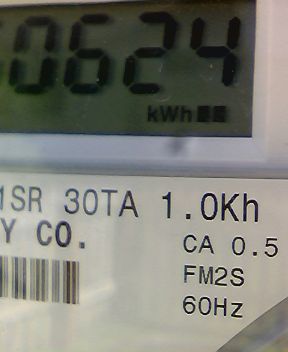 0624
kWh
1SR 30TA 1.0Kh
Y CO.
CA 0.5
FM2S
60Hz